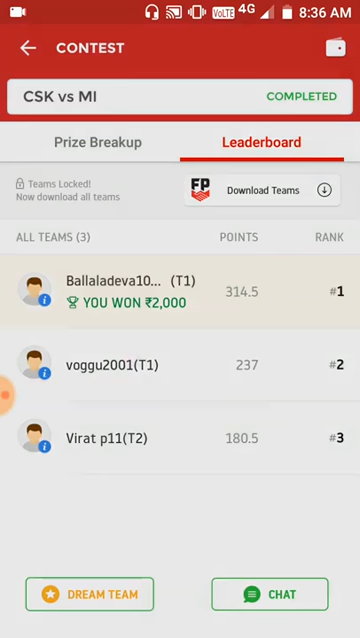 VoLTE 4G 8:36 AM
CONTEST
CSK vs MI COMPLETED
Prize Breakup Leaderboard
Teams Locked!
Now download all teams
FP Download Teams
ALL TEAMS (3) POINTS RANK
Ballaladeva10... (T1) 314.5 #1
YOU WON ₹2,000
voggu2001(T1) 237 #2
Virat p11(T2) 180.5 #3
DREAM TEAM CHAT